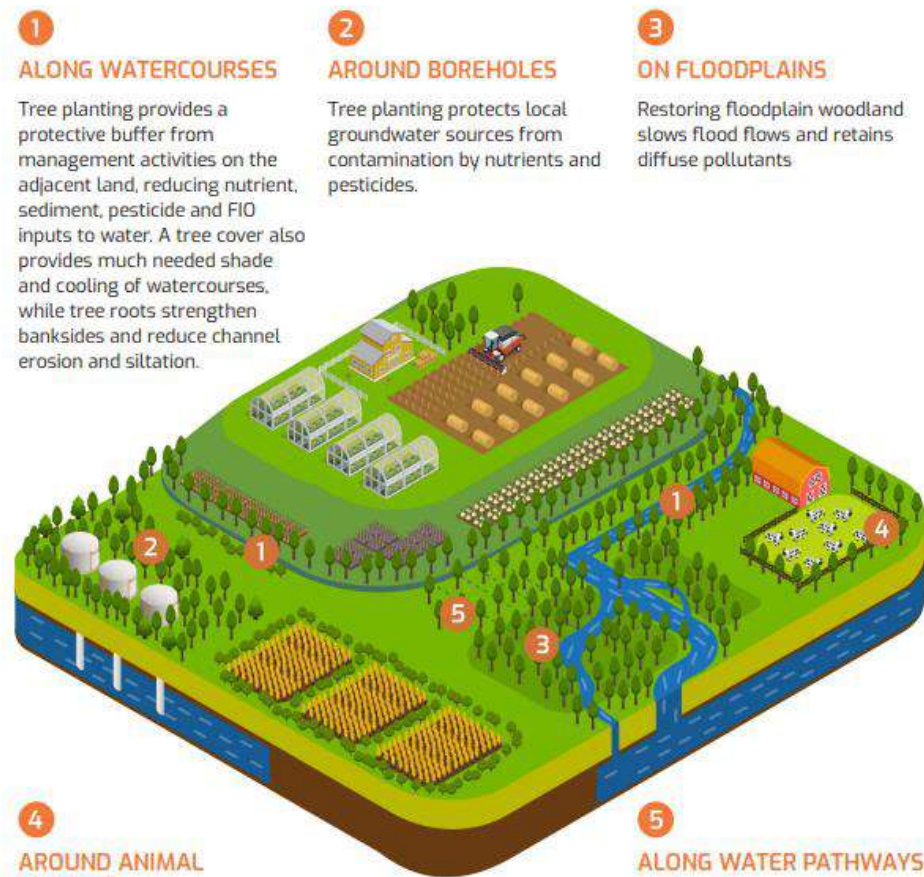 1
ALONG WATERCOURSES
Tree planting provides a
protective buffer from
management activities on the
adjacent land, reducing nutrient,
sediment, pesticide and FIO
inputs to water. A tree cover also
provides much needed shade
and cooling of watercourses,
while tree roots strengthen
banksides and reduce channel
erosion and siltation.
2
AROUND BOREHOLES
Tree planting protects local
groundwater sources from
contamination by nutrients and
pesticides.
3
ON FLOODPLAINS
Restoring floodplain woodland
slows flood flows and retains
diffuse pollutants
1
4
2
1
5
3
4
AROUND ANIMAL
5
ALONG WATER PATHWAYS